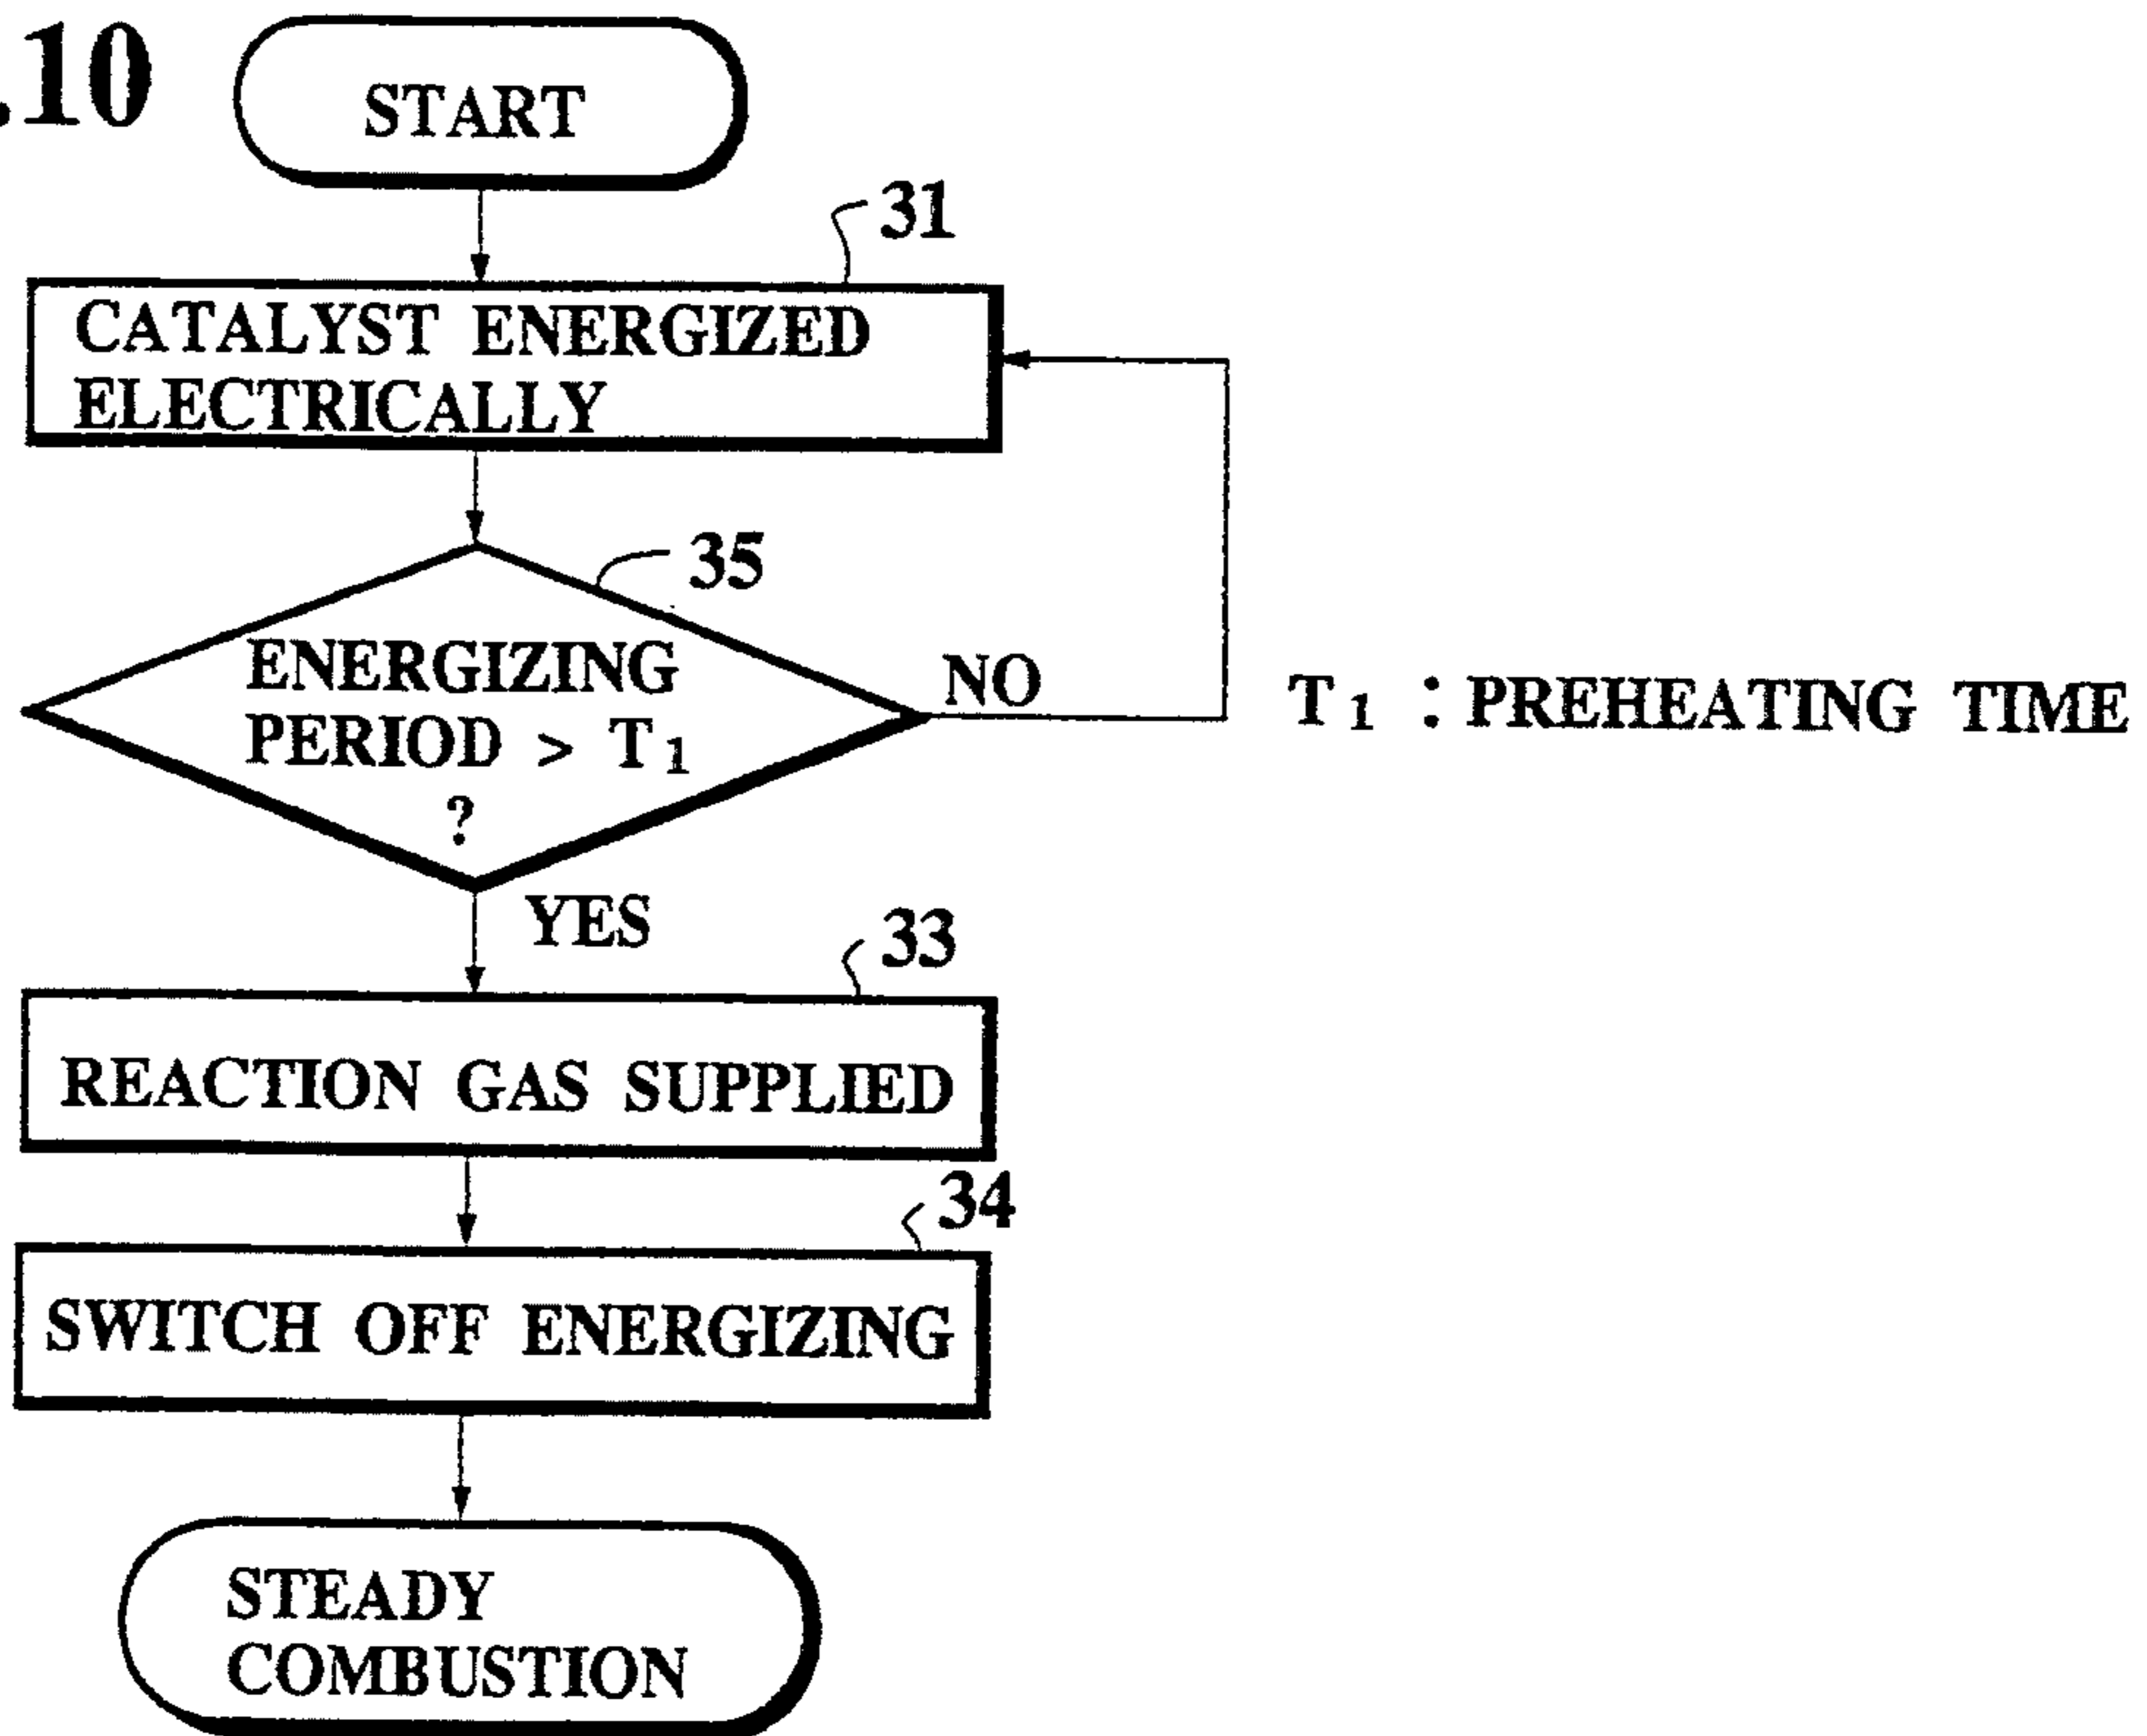 .10
START
31
CATALYST ENERGIZED
ELECTRICALLY
35
ENERGIZING
PERIOD > T1
?
NO
T1 : PREHEATING TIME
YES
33
REACTION GAS SUPPLIED
34
SWITCH OFF ENERGIZING
STEADY
COMBUSTION